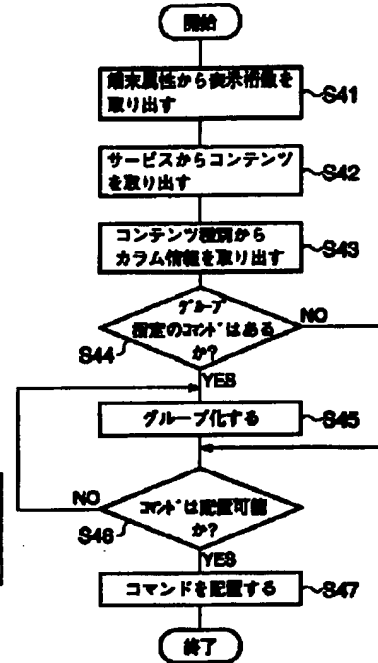 開始
端末属性から表示桁数を
取り出す
S41
サービスからコンテンツ
を取り出す
S42
コンテンツ種別から
カラム情報を取り出す
S43
グループ
指定のコマンドはある
か?
S44
NO
YES
グループ化する
S45
コマンドは配置可能
か?
S46
NO
YES
コマンドを配置する
S47
終了